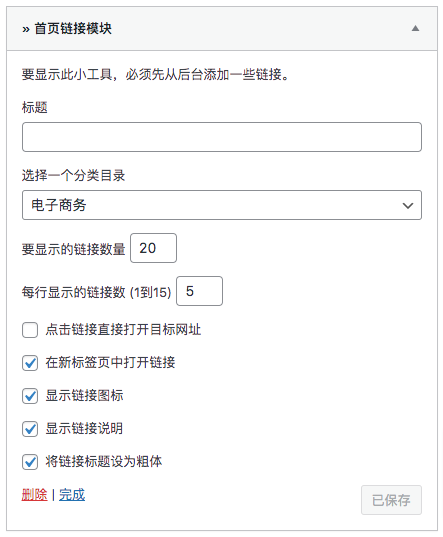 » 首页链接模块
要显示此小工具，必须先从后台添加一些链接。
标题
选择一个分类目录
电子商务
要显示的链接数量 20
每行显示的链接数 (1到15) 5
点击链接直接打开目标网址
在新标签页中打开链接
显示链接图标
显示链接说明
将链接标题设为粗体
删除 | 完成 已保存